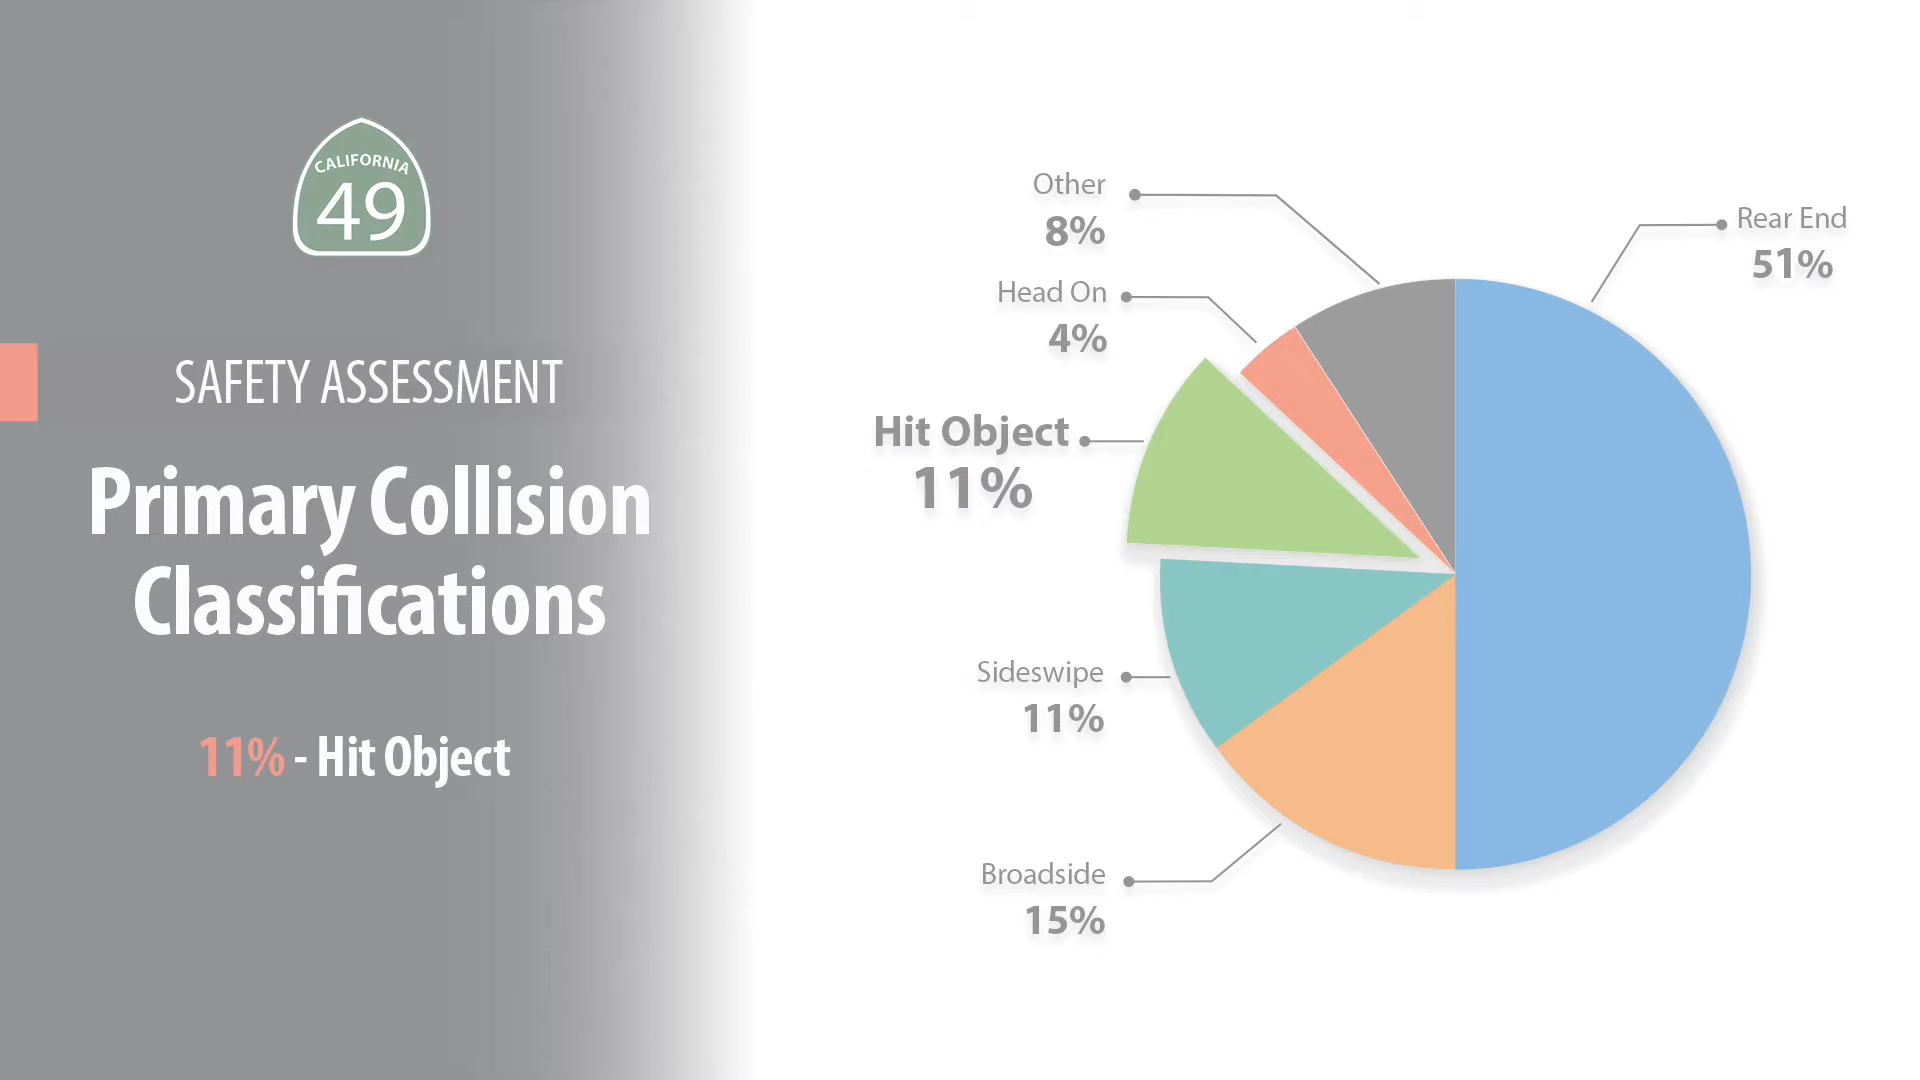 CALIFORNIA
49
SAFETY ASSESSMENT
Primary Collision
Classifications
11% - Hit Object
Other
8%
Head On
4%
Hit Object
11%
Sideswipe
11%
Broadside
15%
Rear End
51%